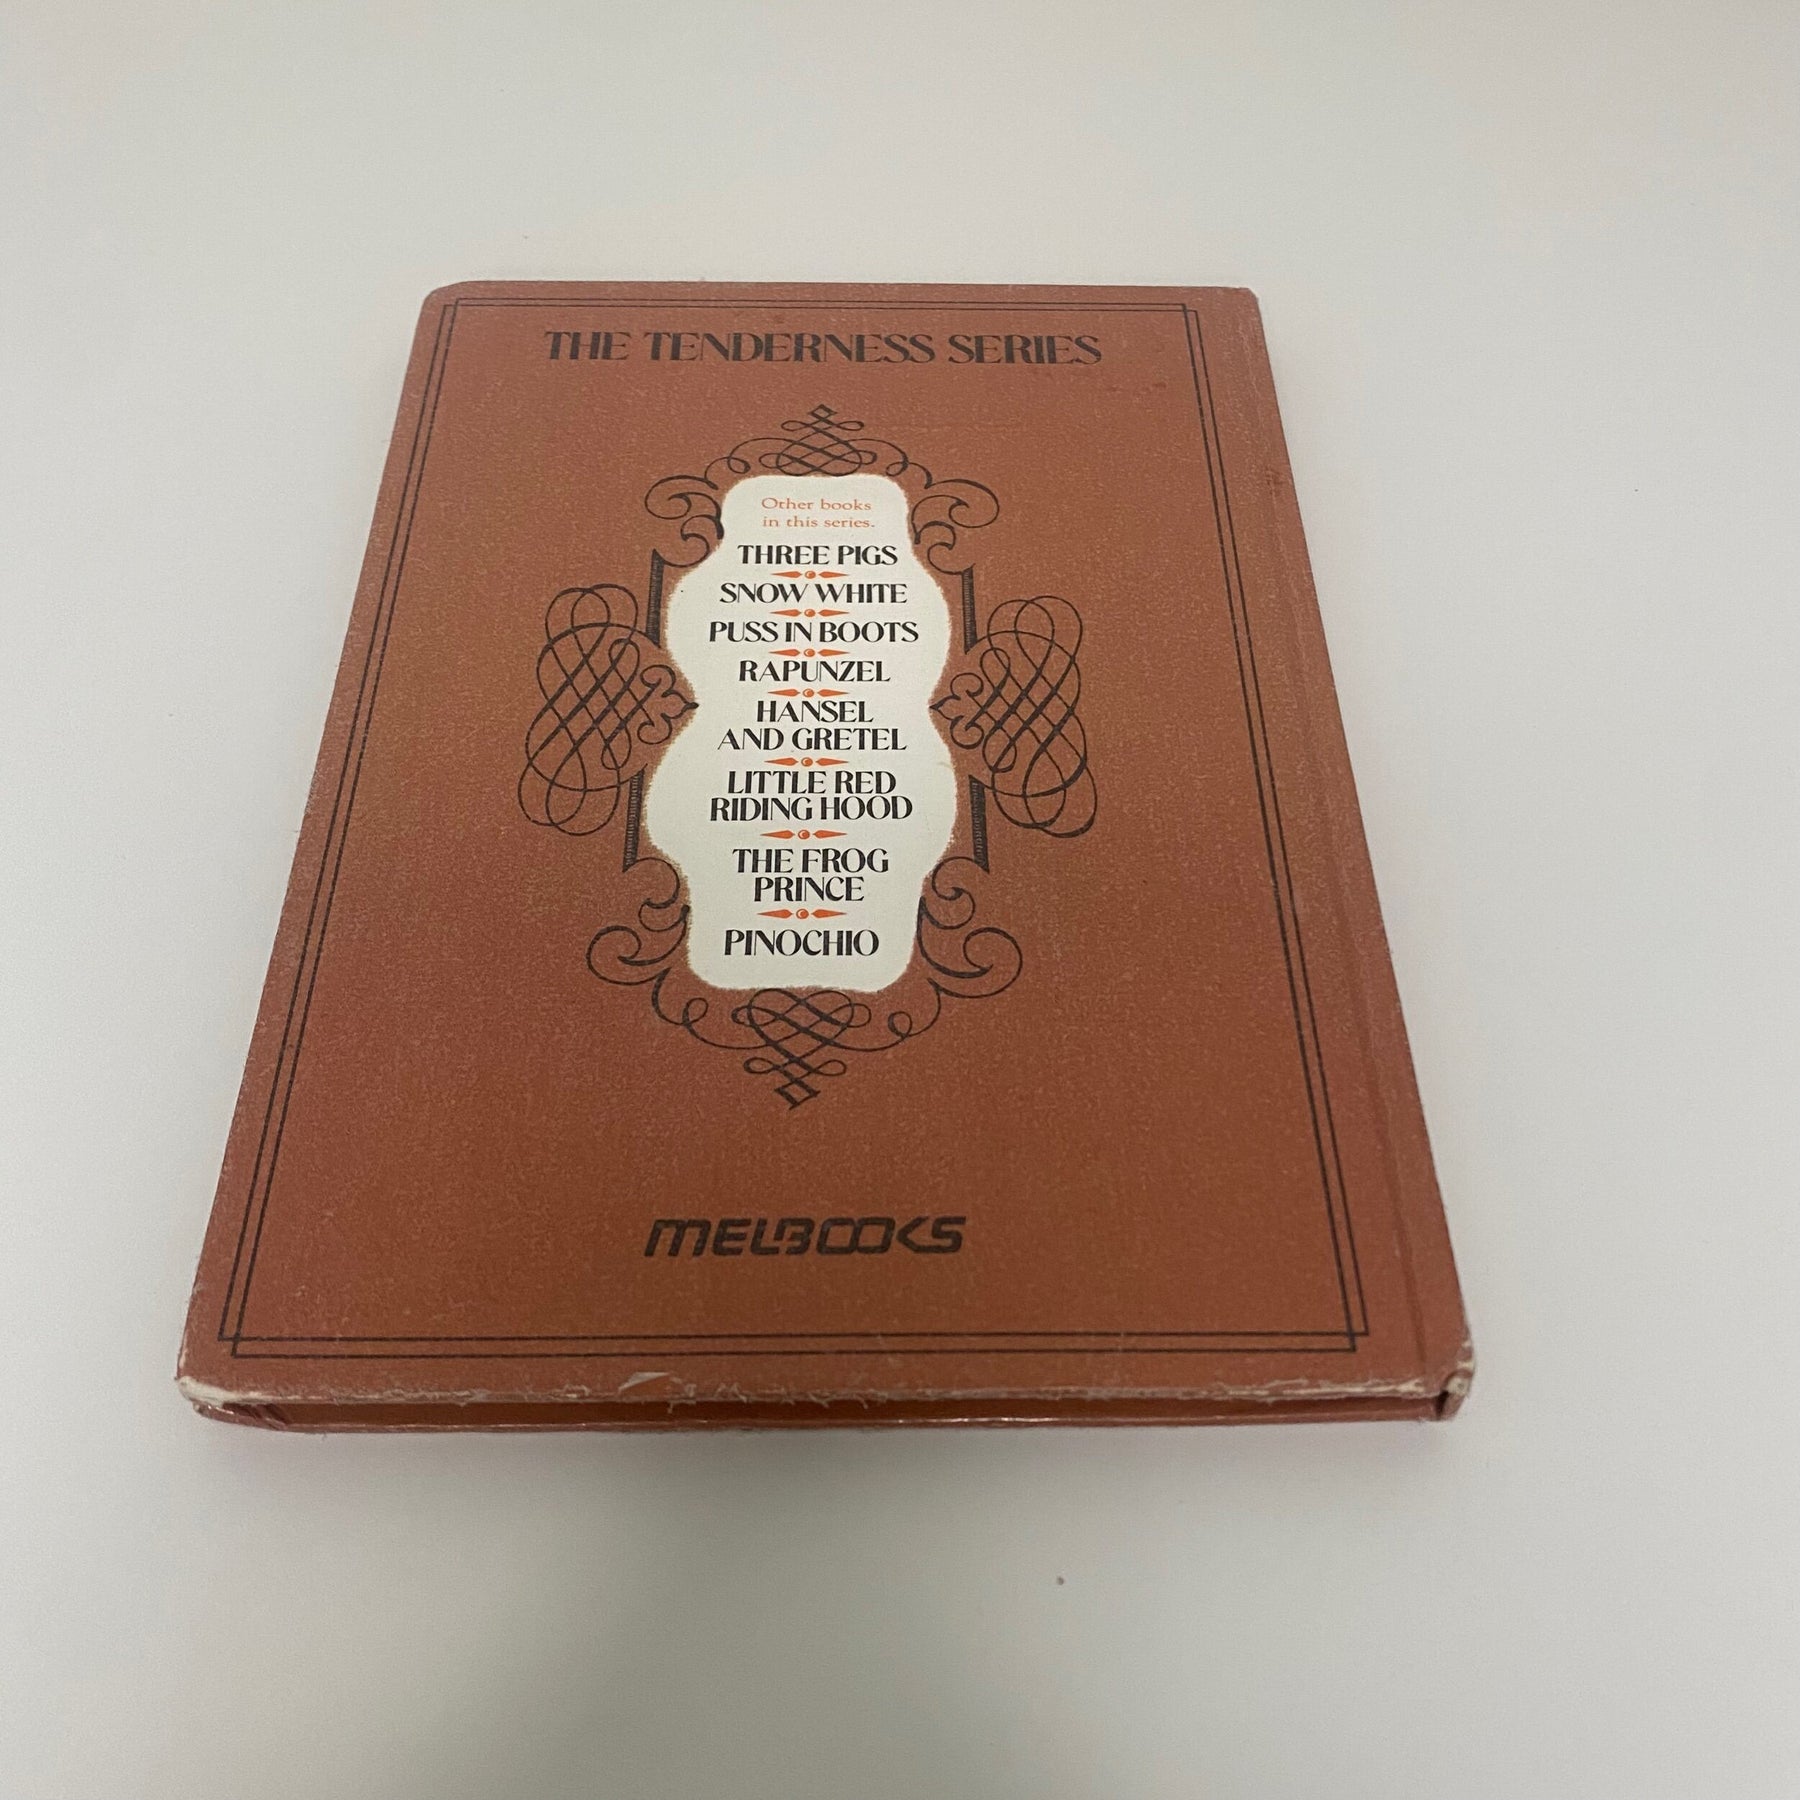 THE TENDERNESS SERIES
Other books
in this series.
THREE PIGS
SNOW WHITE
PUSS IN BOOTS
RAPUNZEL
HANSEL
AND GRETEL
LITTLE RED
RIDING HOOD
THE FROG
PRINCE
PINOCHIO
MELBOOKS